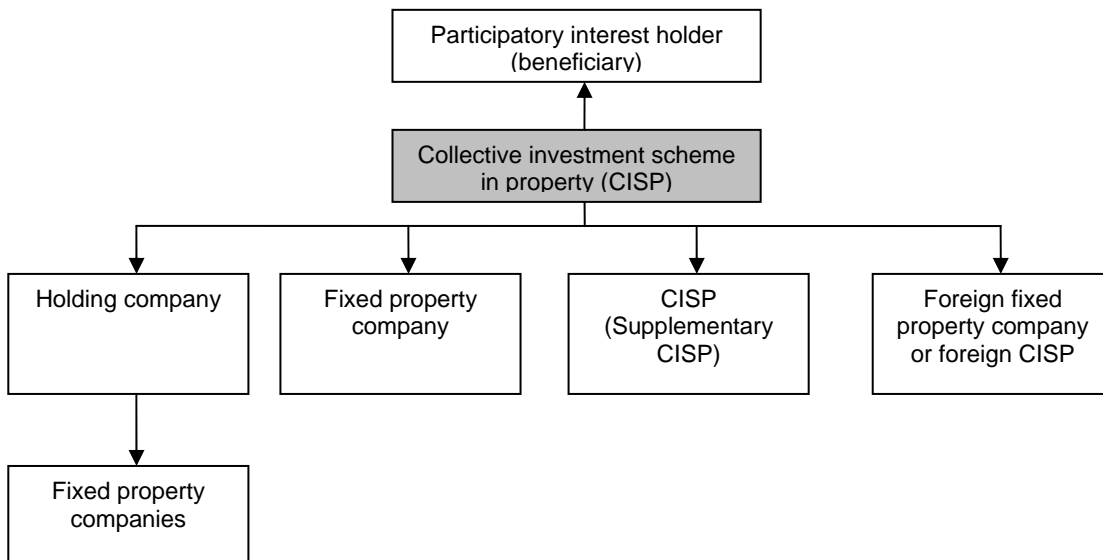 Participatory interest holder
(beneficiary)
Collective investment scheme
in property (CISP)
Holding company
Fixed property
company
CISP
(Supplementary
CISP)
Foreign fixed
property company
or foreign CISP
Fixed property
companies